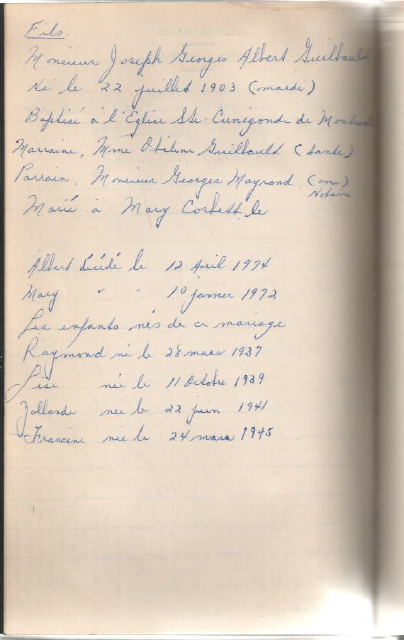 Fils.
Monsieur Joseph Georges Albert Guilbault
Né le 22 juillet 1903 (mardi)
Baptisé à l'Eglise Ste-Cunégonde de Montréal
Marraine, Mme Obéline Guilbault (tante)
Parrain, Monsieur Georges Mayrand (ami)
Notaire
Marié à Mary Corbett le
Albert décédé le 12 Avril 1974
Mary " " 10 janvier 1972
Les enfants nés de ce mariage
Raymond né le 28 mars 1937
Lise née le 11 Octobre 1939
Yollande née le 22 juin 1941
Francine née le 24 mars 1945